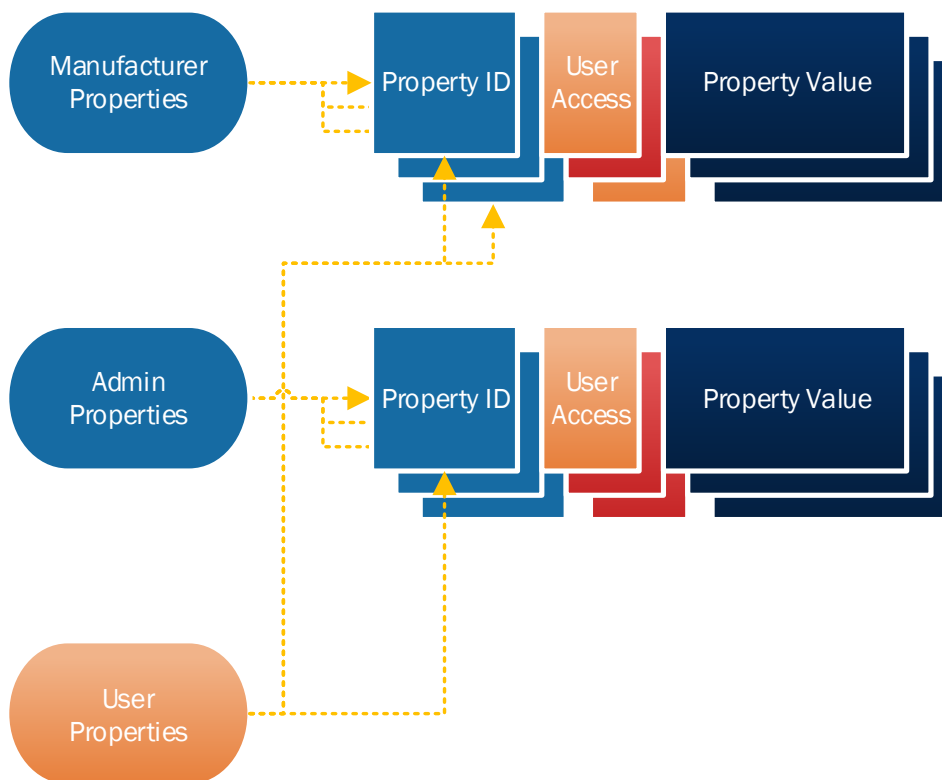 Manufacturer
Properties
Property ID
User
Access
Property Value
Admin
Properties
Property ID
User
Access
Property Value
User
Properties